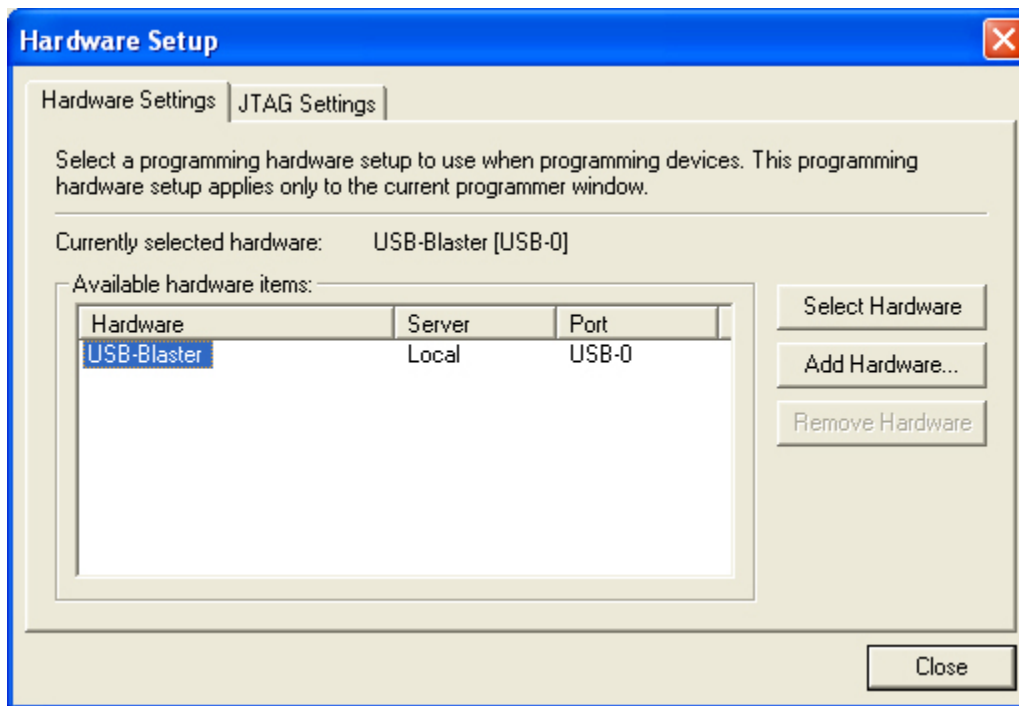 Hardware Setup
Hardware Settings
JTAG Settings
Select a programming hardware setup to use when programming devices. This programming
hardware setup applies only to the current programmer window.
Currently selected hardware: USB-Blaster [USB-0]
Available hardware items:
Hardware Server Port
USB-Blaster Local USB-0
Select Hardware
Add Hardware...
Remove Hardware
Close